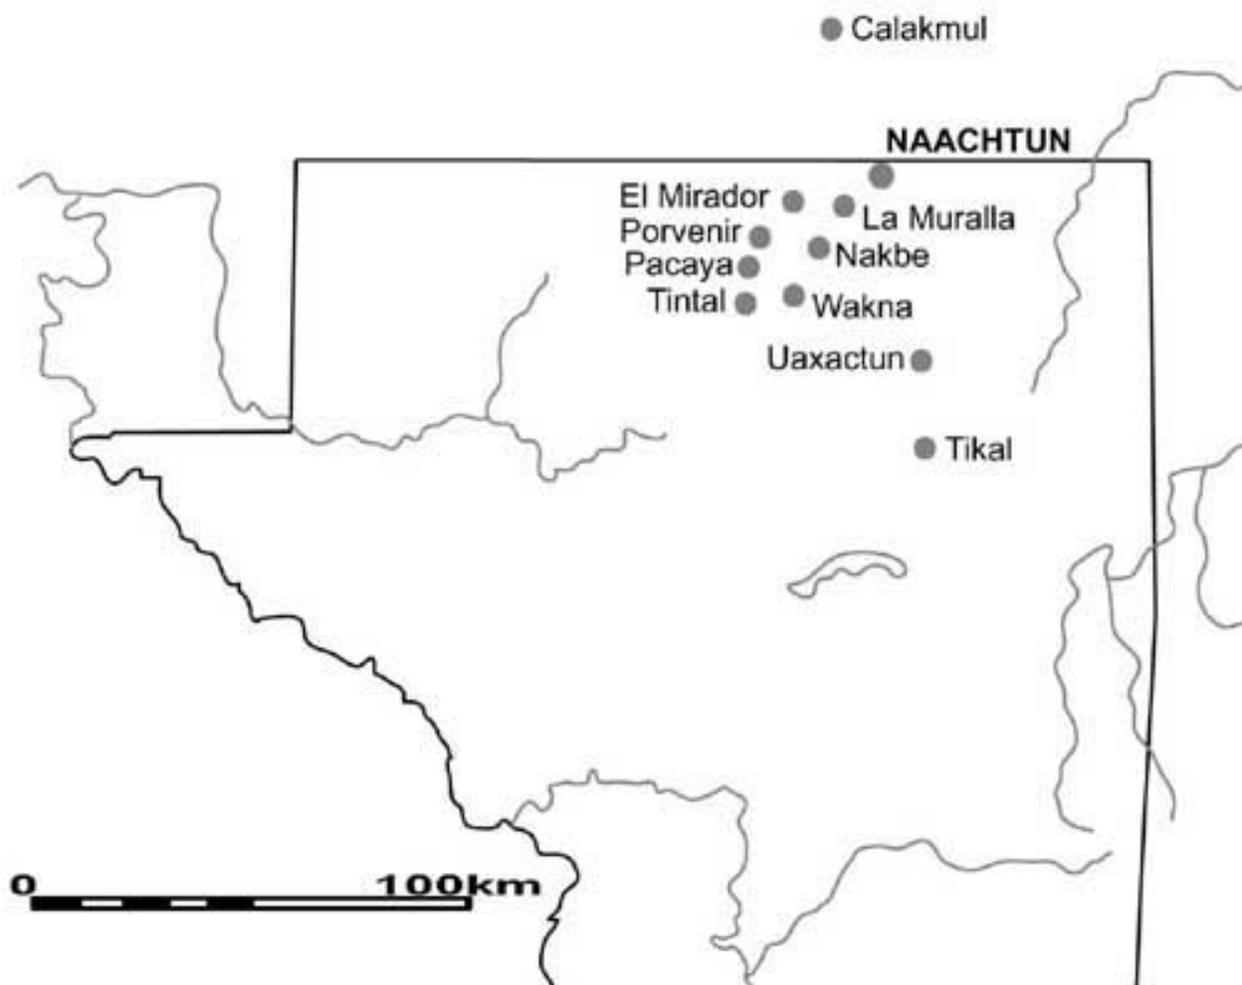 Calakmul
NAACHTUN
El Mirador
La Muralla
Porvenir
Nakbe
Pacaya
Tintal
Wakna
Uaxactun
Tikal
0 100km